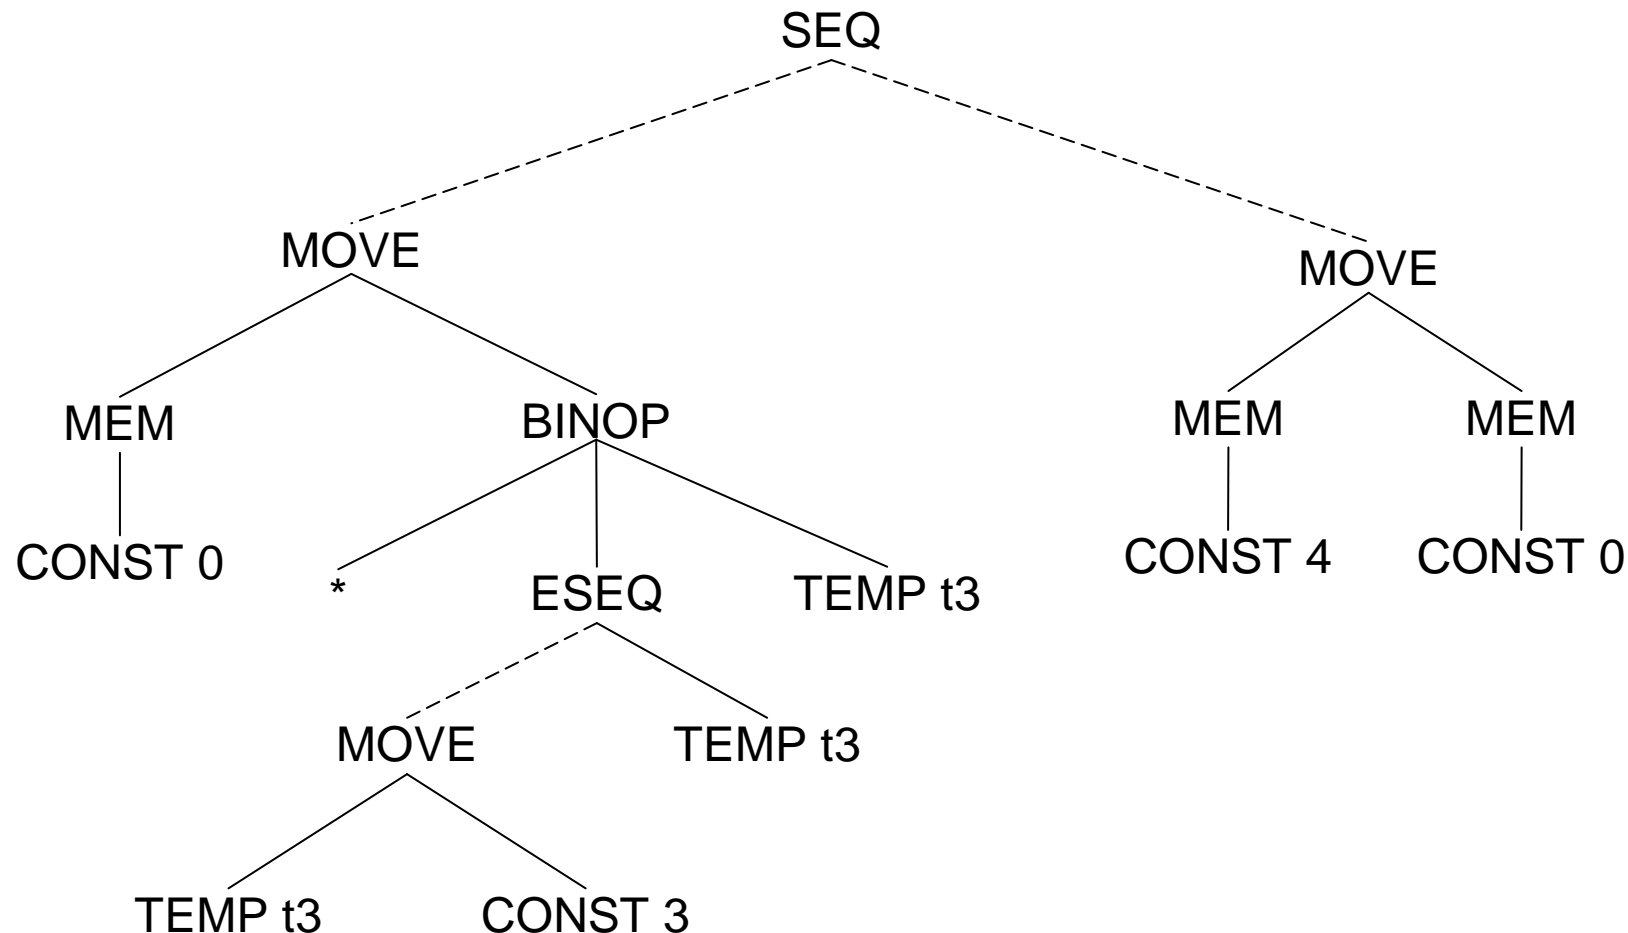 SEQ
MOVE
MOVE
MEM
BINOP
MEM
MEM
CONST 0
*
ESEQ
TEMP t3
CONST 4
CONST 0
MOVE
TEMP t3
TEMP t3
CONST 3